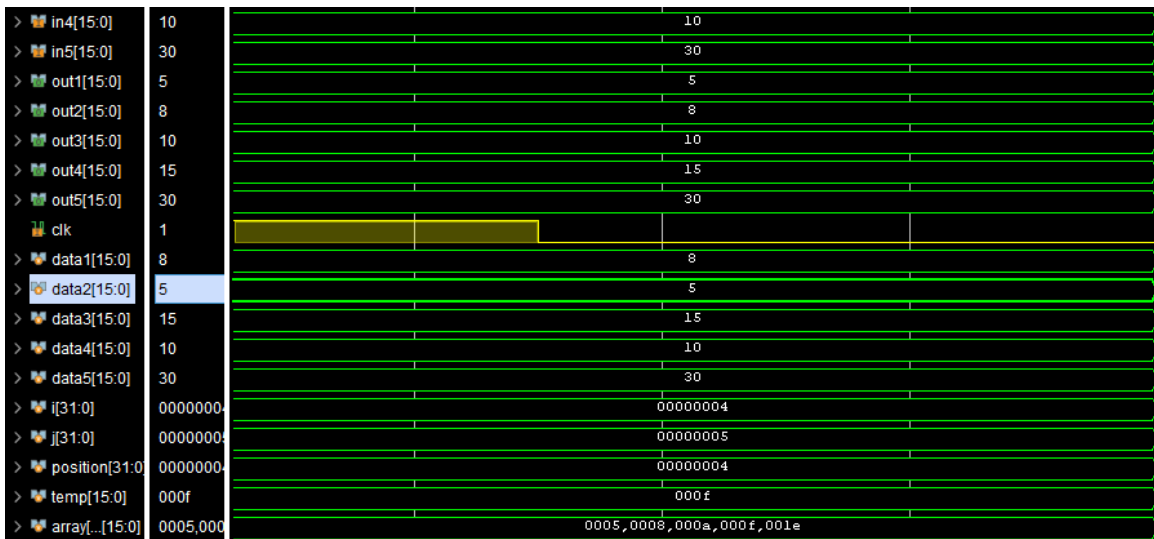 in4[15:0] 10 10
in5[15:0] 30 30
out1[15:0] 5 5
out2[15:0] 8 8
out3[15:0] 10 10
out4[15:0] 15 15
out5[15:0] 30 30
clk 1
data1[15:0] 8 8
data2[15:0] 5 5
data3[15:0] 15 15
data4[15:0] 10 10
data5[15:0] 30 30
i[31:0] 00000004 00000004
j[31:0] 00000005 00000005
position[31:0] 00000004 00000004
temp[15:0] 000f 000f
array[...[15:0] 0005,000 0005,0008,000a,000f,001e